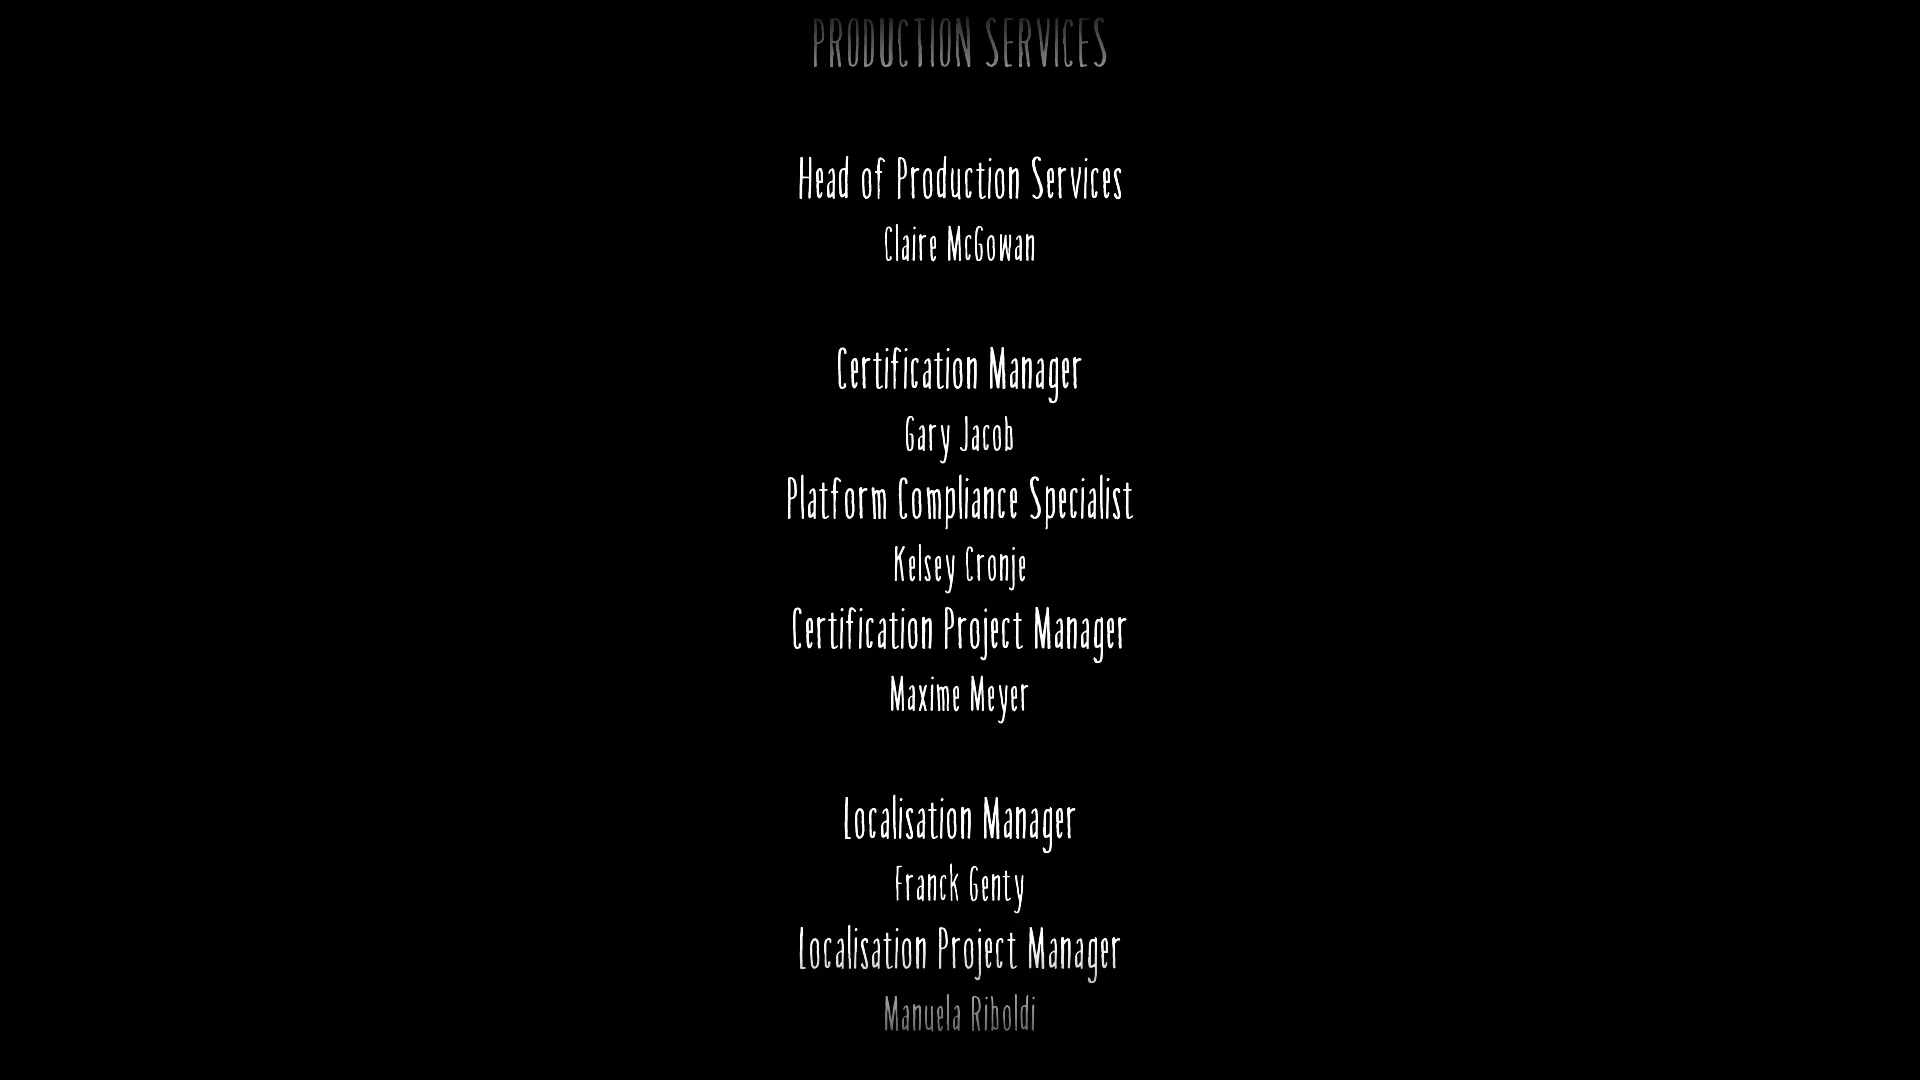 PRODUCTION SERVICES
Head of Production Services
Claire McGowan
Certification Manager
Gary Jacob
Platform Compliance Specialist
Kelsey Cronje
Certification Project Manager
Maxime Meyer
Localisation Manager
Franck Genty
Localisation Project Manager
Manuela Riboldi